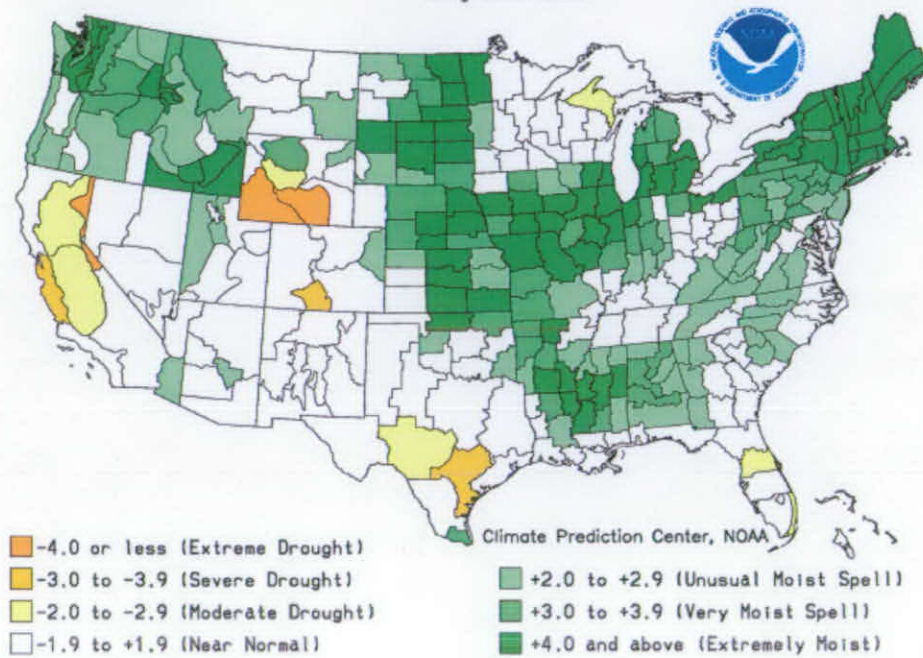 NOAA
Climate Prediction Center, NOAA
-4.0 or less (Extreme Drought)
-3.0 to -3.9 (Severe Drought)
-2.0 to -2.9 (Moderate Drought)
-1.9 to +1.9 (Near Normal)
+2.0 to +2.9 (Unusual Moist Spell)
+3.0 to +3.9 (Very Moist Spell)
+4.0 and above (Extremely Moist)